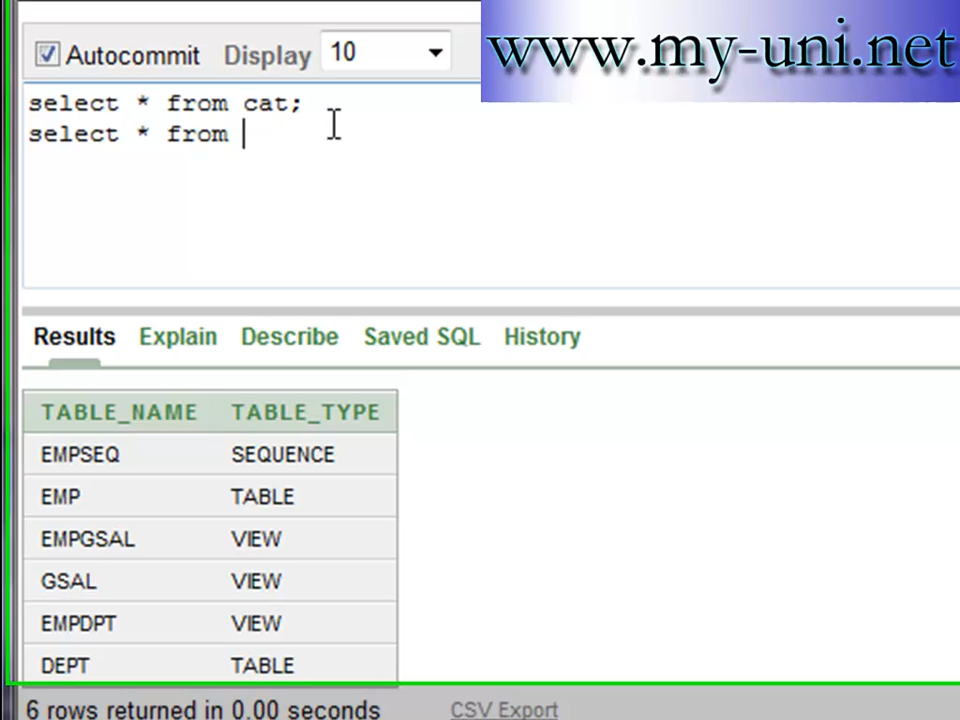 www.my-uni.net
Autocommit Display 10
select * from cat;
select * from
Results Explain Describe Saved SQL History
TABLE_NAME TABLE_TYPE
EMPSEQ SEQUENCE
EMP TABLE
EMPGSAL VIEW
GSAL VIEW
EMPDPT VIEW
DEPT TABLE
6 rows returned in 0.00 seconds CSV Export